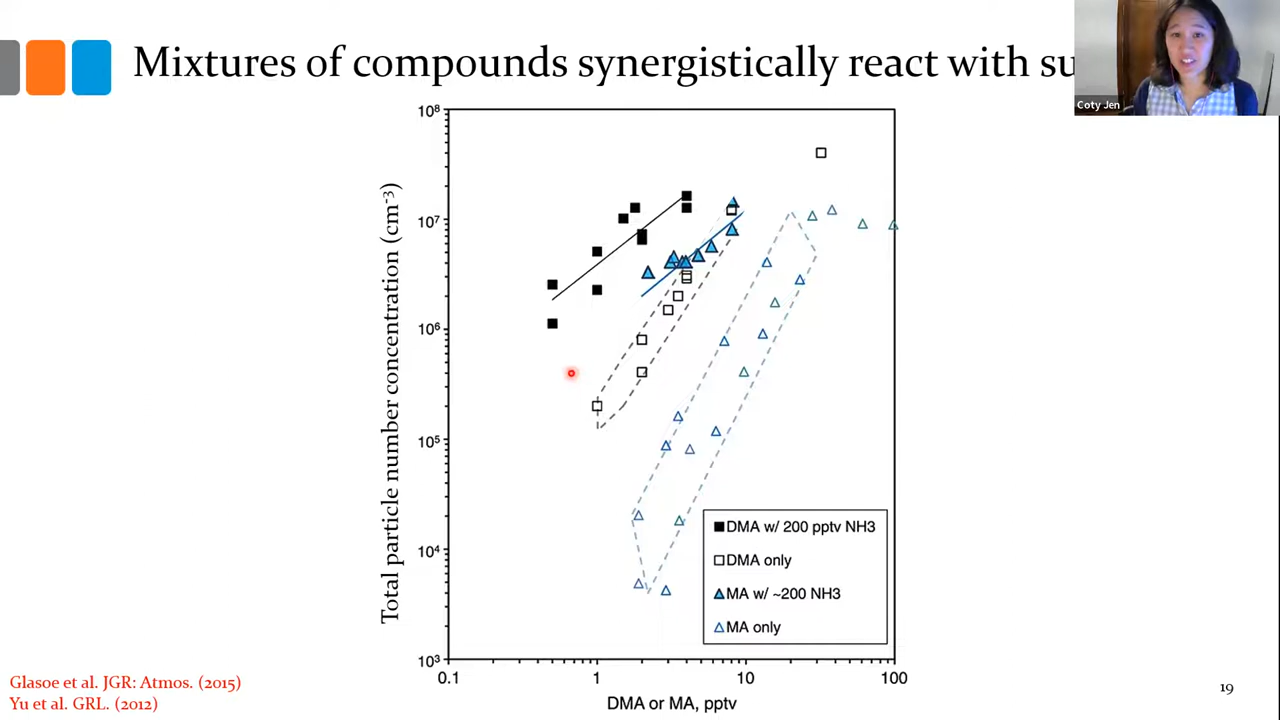 Mixtures of compounds synergistically react with su
Coty Jen
10⁸
10⁷
10⁶
10⁵
10⁴
10³
Total particle number concentration (cm⁻³)
DMA w/ 200 pptv NH3
DMA only
MA w/ ~200 NH3
MA only
0.1 1 10 100
DMA or MA, pptv
Glasoe et al. JGR: Atmos. (2015)
Yu et al. GRL. (2012)
19